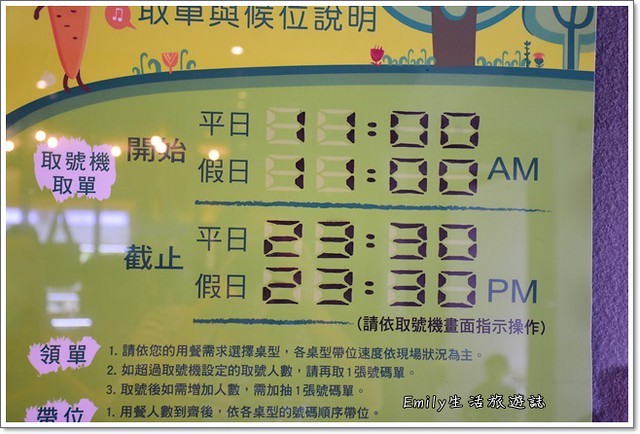 取單與候位說明
取號機
取單
開始
平日 11:00
假日 11:00 AM
截止
平日 23:30
假日 23:30 PM
(請依取號機畫面指示操作)
領單
1. 請依您的用餐需求選擇桌型，各桌型帶位速度依現場狀況為主。
2. 如超過取號機設定的取號人數，請再取1張號碼單。
3. 取號後如需增加人數，需加抽1張號碼單。
帶位
1. 用餐人數到齊後，依各桌型的號碼順序帶位。
Emily生活旅遊誌